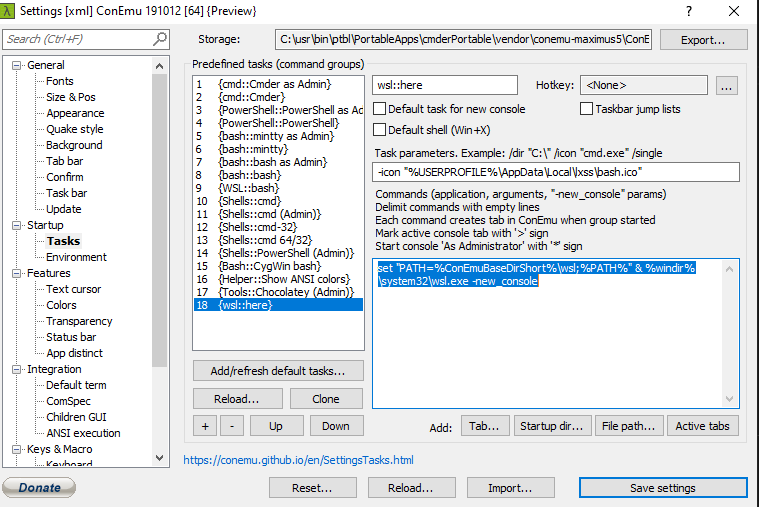 Settings [xml] ConEmu 191012 [64] {Preview}
Search (Ctrl+F)
Storage:
C:\usr\bin\ptbl\PortableApps\cmderPortable\vendor\conemu-maximus5\ConE
Export...
General
Fonts
Size & Pos
Appearance
Quake style
Background
Tab bar
Confirm
Task bar
Update
Startup
Tasks
Environment
Features
Text cursor
Colors
Transparency
Status bar
App distinct
Integration
Default term
ComSpec
Children GUI
ANSI execution
Keys & Macro
Keyboard
Predefined tasks (command groups)
1 {cmd::Cmder as Admin}
2 {cmd::Cmder}
3 {PowerShell::PowerShell as Ad
4 {PowerShell::PowerShell}
5 {bash::mintty as Admin}
6 {bash::mintty}
7 {bash::bash as Admin}
8 {bash::bash}
9 {WSL::bash}
10 {Shells::cmd}
11 {Shells::cmd (Admin)}
12 {Shells::cmd-32}
13 {Shells::cmd 64/32}
14 {Shells::PowerShell (Admin)}
15 {Bash::CygWin bash}
16 {Helper::Show ANSI colors}
17 {Tools::Chocolatey (Admin)}
18 {wsl::here}
Add/refresh default tasks...
Reload...
Clone
+
-
Up
Down
wsl::here
Hotkey:
<None>
...
Default task for new console
Taskbar jump lists
Default shell (Win+X)
Task parameters. Example: /dir "C:\" /icon "cmd.exe" /single
-icon "%USERPROFILE%\AppData\Local\lxss\bash.ico"
Commands (application, arguments, "-new_console" params)
Delimit commands with empty lines
Each command creates tab in ConEmu when group started
Mark active console tab with '>' sign
Start console 'As Administrator' with '*' sign
set "PATH=%ConEmuBaseDirShort%\wsl;%PATH%" & %windir%
\system32\wsl.exe -new_console
Add:
Tab...
Startup dir...
File path...
Active tabs
https://conemu.github.io/en/SettingsTasks.html
Donate
Reset...
Reload...
Import...
Save settings